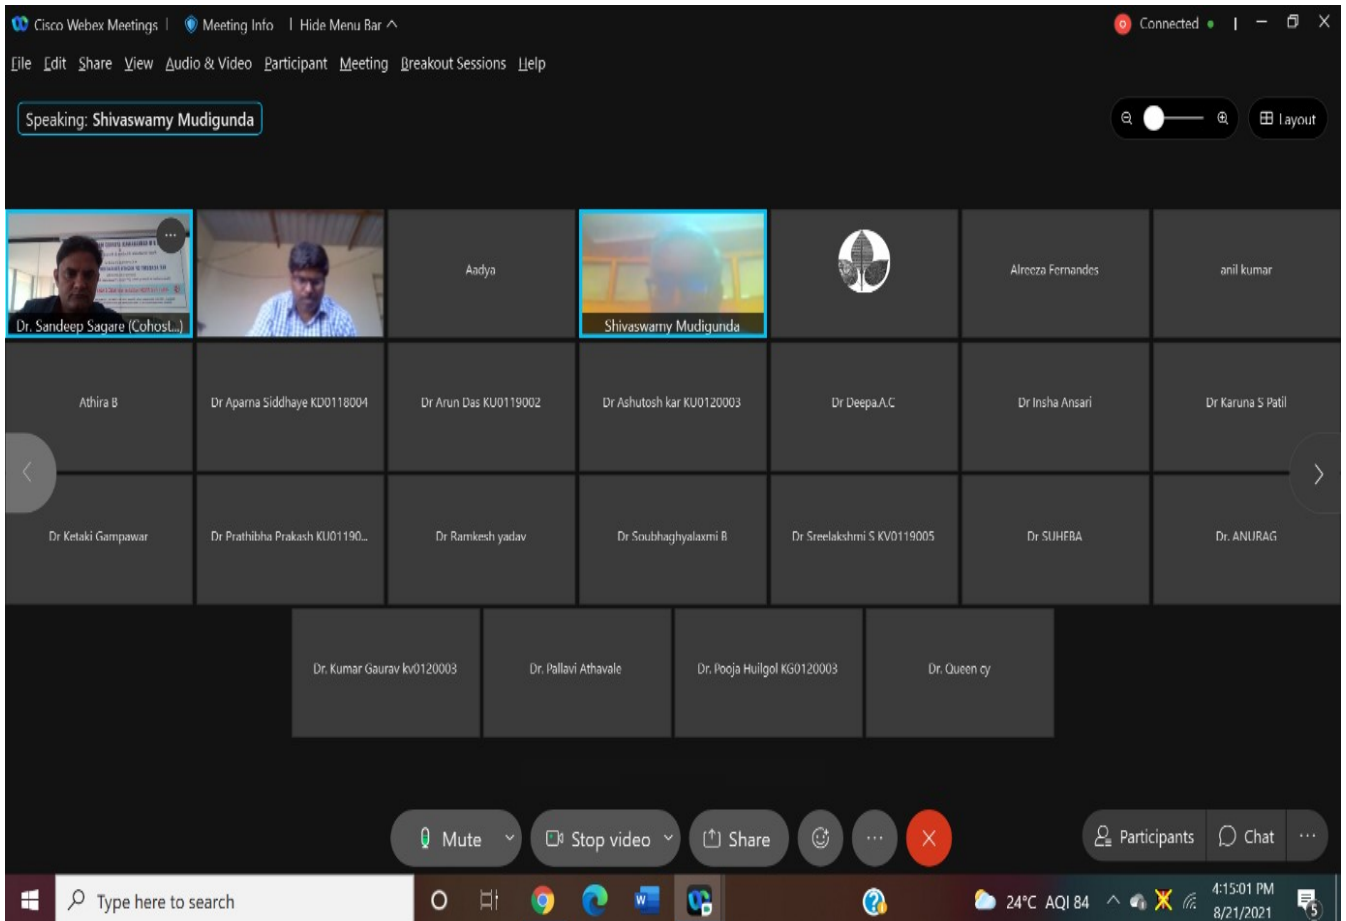 Cisco Webex Meetings | Meeting Info | Hide Menu Bar Connected
File Edit Share View Audio & Video Participant Meeting Breakout Sessions Help
Speaking: Shivaswamy Mudigunda
Layout
Dr. Sandeep Sagare (Cohost...)
Aadya
Shivaswamy Mudigunda
Alreeza Fernandes
anil kumar
Athira B
Dr Aparna Siddhaye KD0118004
Dr Arun Das KU0119002
Dr Ashutosh kar KU0120003
Dr Deepa.A.C
Dr Insha Ansari
Dr Karuna S Patil
Dr Ketaki Gampawar
Dr Prathibha Prakash KU01190...
Dr Ramkesh yadav
Dr Soubhaghyalaxmi B
Dr Sreelakshmi S KV0119005
Dr SUHEBA
Dr. ANURAG
Dr. Kumar Gaurav kv0120003
Dr. Pallavi Athavale
Dr. Pooja Huilgol KG0120003
Dr. Queen cy
Mute
Stop video
Share
Participants
Chat
Type here to search
24°C AQI 84
4:15:01 PM
8/21/2021
5